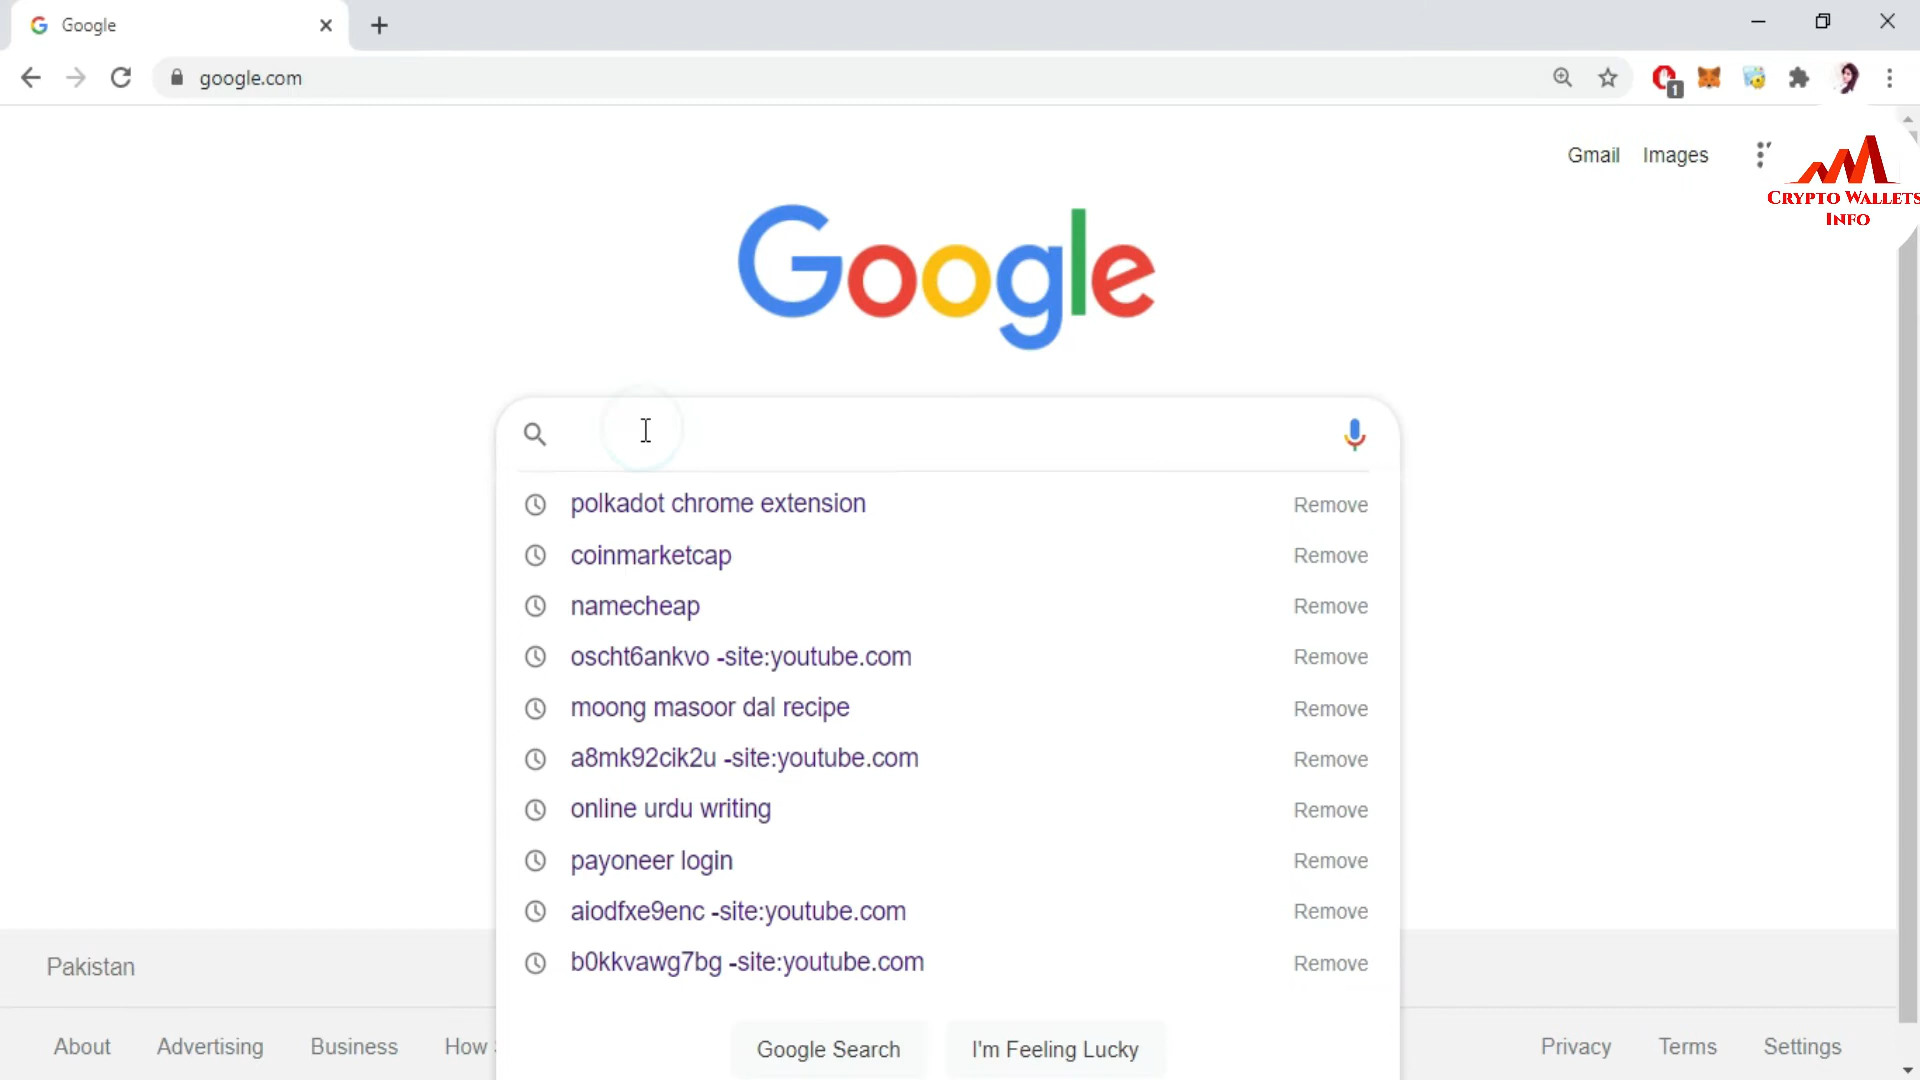 Google
google.com
1
Gmail Images
CRYPTO WALLETS
INFO
Google
polkadot chrome extension Remove
coinmarketcap Remove
namecheap Remove
oscht6ankvo -site:youtube.com Remove
moong masoor dal recipe Remove
a8mk92cik2u -site:youtube.com Remove
online urdu writing Remove
payoneer login Remove
aiodfxe9enc -site:youtube.com Remove
b0kkvawg7bg -site:youtube.com Remove
Pakistan
Google Search I'm Feeling Lucky
About Advertising Business How Privacy Terms Settings